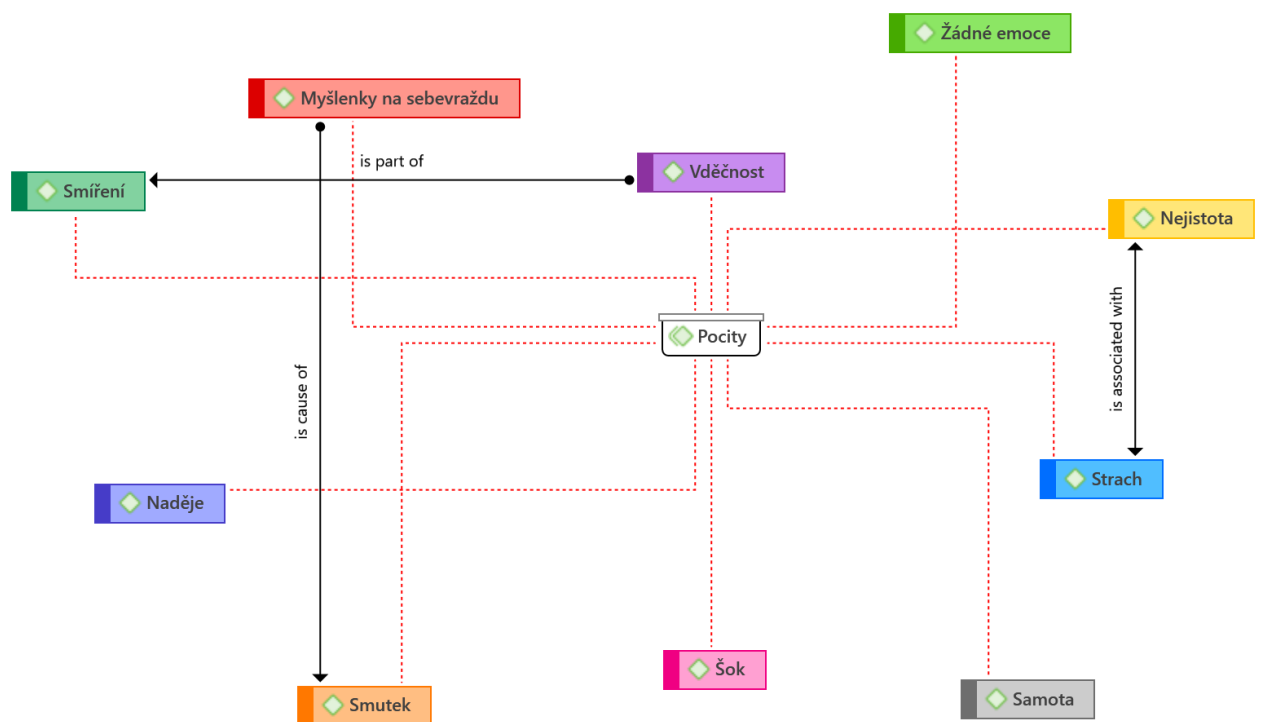 Žádné emoce
Myšlenky na sebevraždu
is part of
Vděčnost
Smíření
Nejistota
Pocity
is associated with
is cause of
Strach
Naděje
Šok
Samota
Smutek